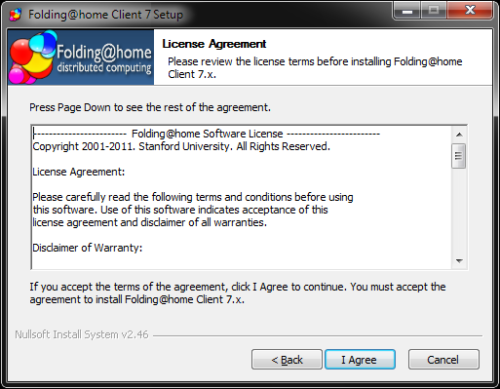 Folding@home Client 7 Setup
Folding@home
distributed computing
License Agreement
Please review the license terms before installing Folding@home
Client 7.x.
Press Page Down to see the rest of the agreement.
------------------------ Folding@home Software License ------------------------
Copyright 2001-2011. Stanford University. All Rights Reserved.
License Agreement:
Please carefully read the following terms and conditions before using
this software. Use of this software indicates acceptance of this
license agreement and disclaimer of all warranties.
Disclaimer of Warranty:
If you accept the terms of the agreement, click I Agree to continue. You must accept the
agreement to install Folding@home Client 7.x.
Nullsoft Install System v2.46
< Back
I Agree
Cancel